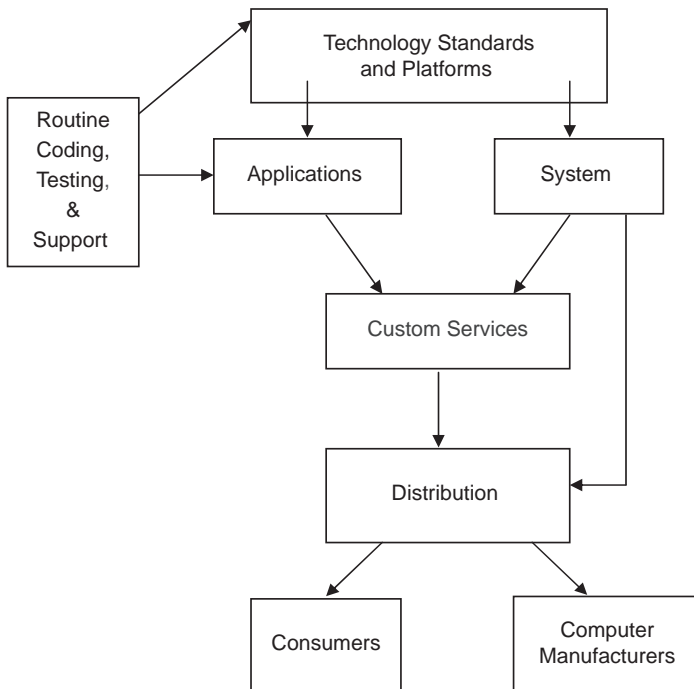 Technology Standards
and Platforms
Routine
Coding,
Testing,
&
Support
Applications
System
Custom Services
Distribution
Consumers
Computer
Manufacturers